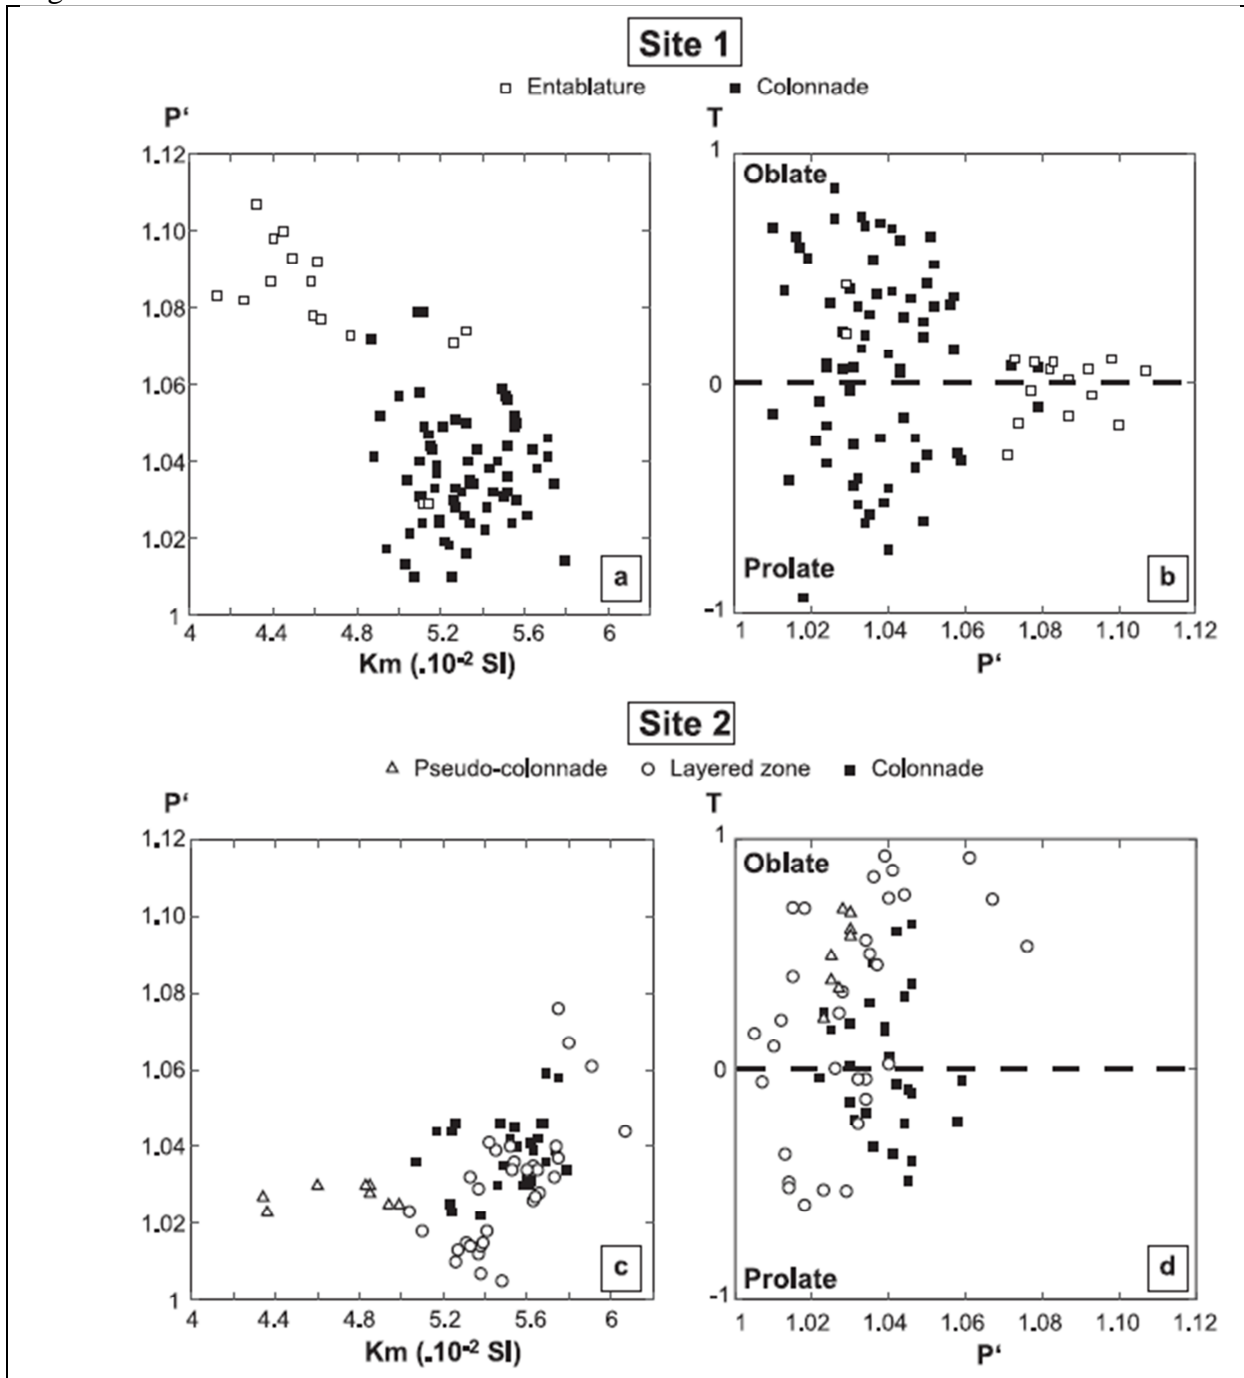 Site 1
□ Entablature ■ Colonnade
P‘
1.12
1.10
1.08
1.06
1.04
1.02
1
4 4.4 4.8 5.2 5.6 6
Km (.10-2 SI)
a
T
1
0
-1
Oblate
Prolate
1 1.02 1.04 1.06 1.08 1.10 1.12
P‘
b
Site 2
△ Pseudo-colonnade ○ Layered zone ■ Colonnade
P‘
1.12
1.10
1.08
1.06
1.04
1.02
1
4 4.4 4.8 5.2 5.6 6
Km (.10-2 SI)
c
T
1
0
-1
Oblate
Prolate
1 1.02 1.04 1.06 1.08 1.10 1.12
P‘
d